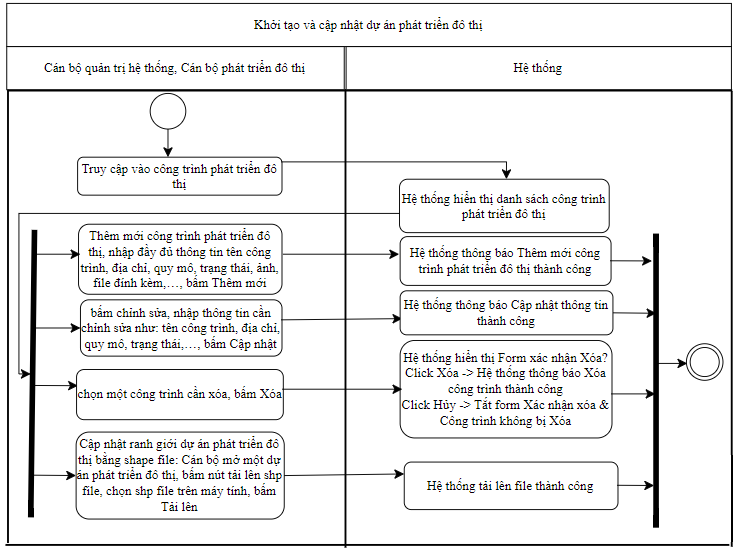 Khởi tạo và cập nhật dự án phát triển đô thị
Cán bộ quản trị hệ thống, Cán bộ phát triển đô thị
Hệ thống
Truy cập vào công trình phát triển đô
thị
Hệ thống hiển thị danh sách công trình
phát triển đô thị
Thêm mới công trình phát triển đô
thị, nhập đầy đủ thông tin tên công
trình, địa chỉ, quy mô, trạng thái, ảnh,
file đính kèm,…, bấm Thêm mới
Hệ thống thông báo Thêm mới công
trình phát triển đô thị thành công
bấm chỉnh sửa, nhập thông tin cần
chỉnh sửa như: tên công trình, địa chỉ,
quy mô, trạng thái,…, bấm Cập nhật
Hệ thống thông báo Cập nhật thông tin
thành công
chọn một công trình cần xóa, bấm Xóa
Hệ thống hiển thị Form xác nhận Xóa?
Click Xóa -> Hệ thống thông báo Xóa
công trình thành công
Click Hủy -> Tắt form Xác nhận xóa &
Công trình không bị Xóa
Cập nhật ranh giới dự án phát triển đô
thị bằng shape file: Cán bộ mở một dự
án phát triển đô thị, bấm nút tải lên shp
file, chọn shp file trên máy tính, bấm
Tải lên
Hệ thống tải lên file thành công